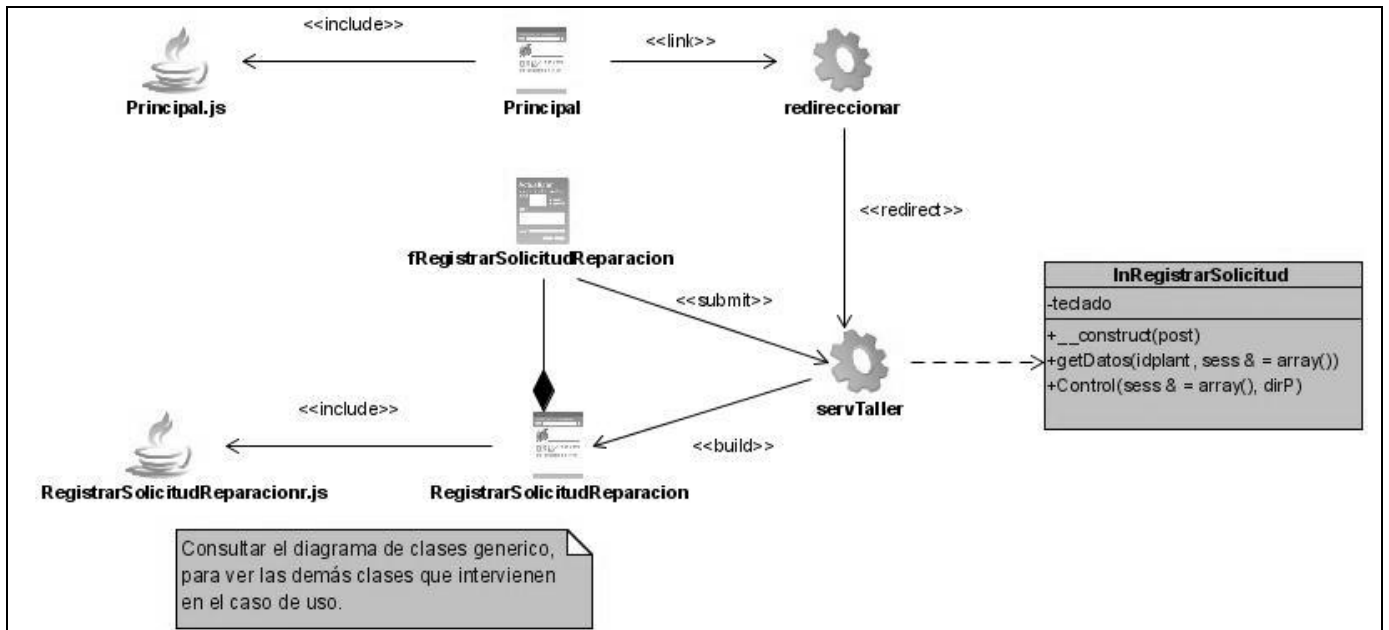 <<include>>
<<link>>
Principal.js
Principal
redireccionar
<<redirect>>
fRegistrarSolicitudReparacion
<<submit>>
InRegistrarSolicitud
-teclado
+__construct(post)
+getDatos(idplant, sess & = array())
+Control(sess & = array(), dirP)
servTaller
<<include>>
<<build>>
RegistrarSolicitudReparacionr.js
RegistrarSolicitudReparacion
Consultar el diagrama de clases generico,
para ver las demás clases que intervienen
en el caso de uso.